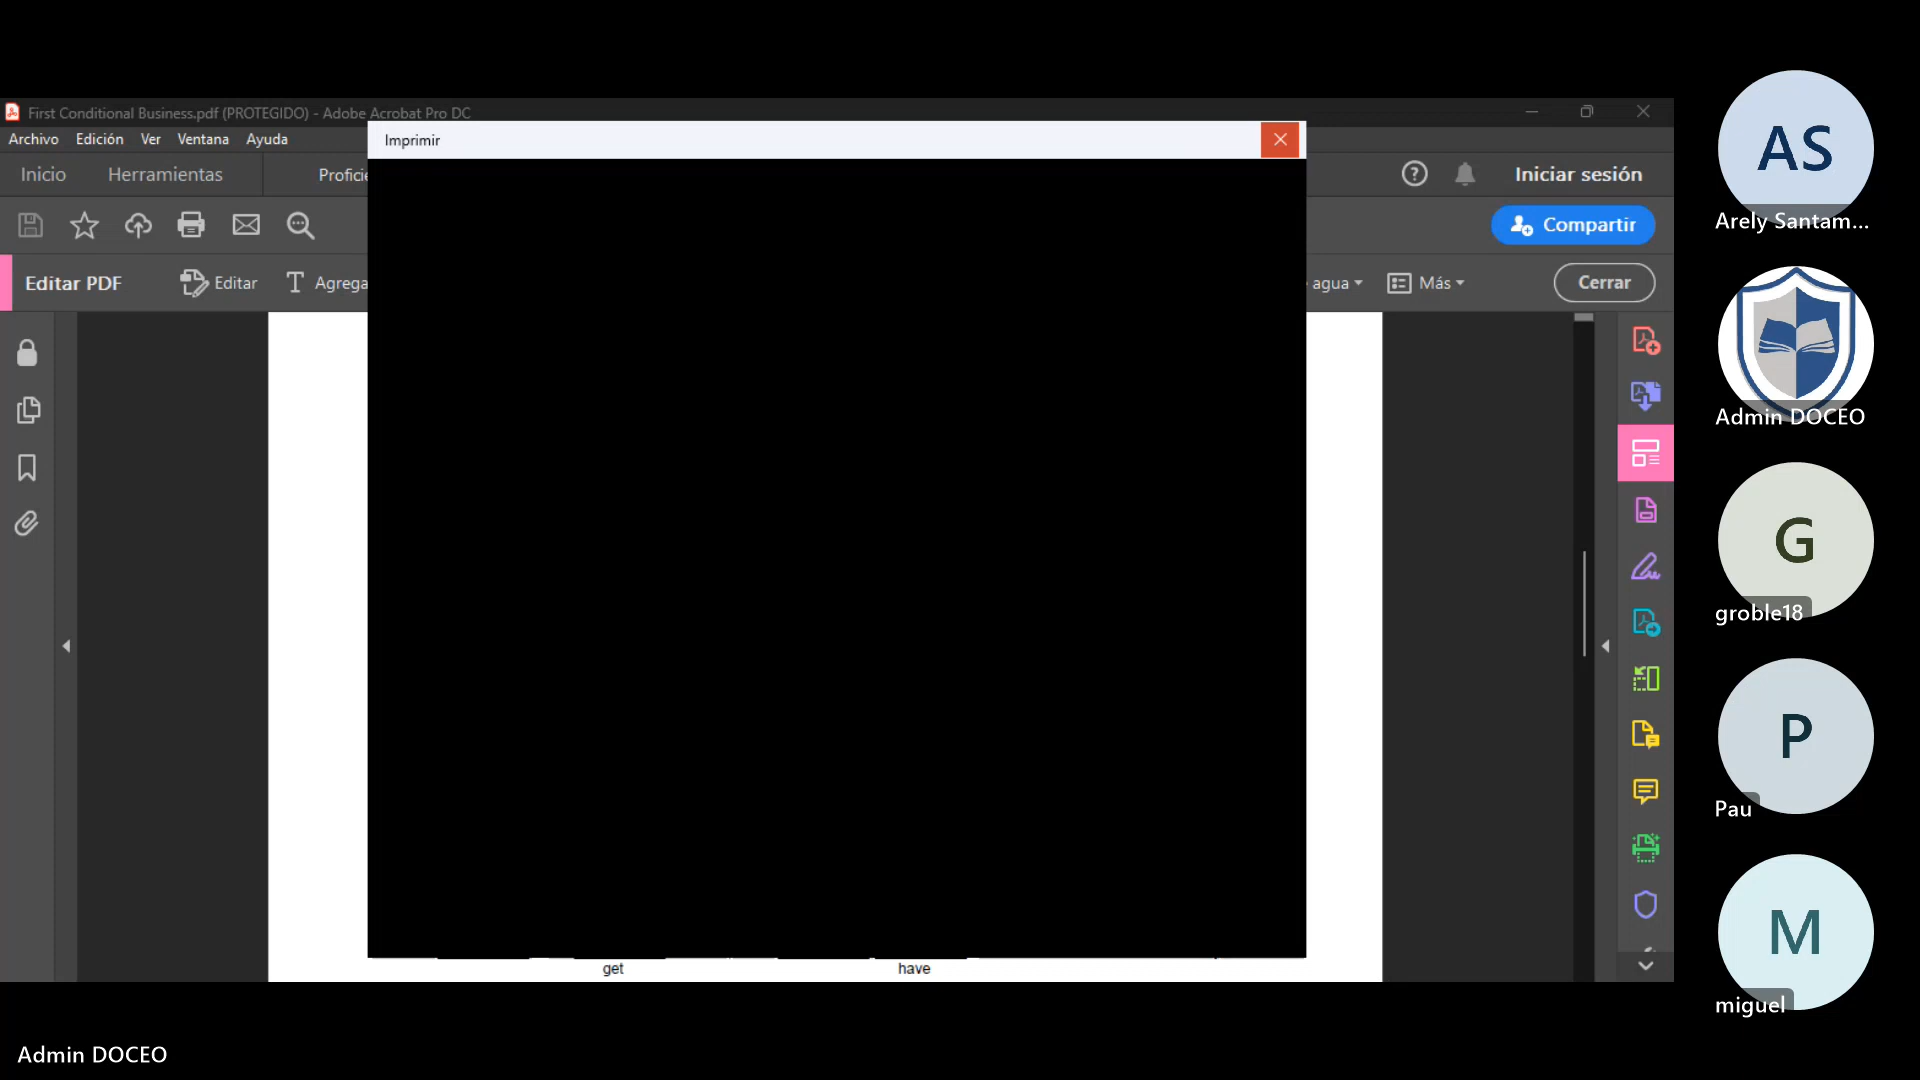 First Conditional Business.pdf (PROTEGIDO) - Adobe Acrobat Pro DC
Archivo Edición Ver Ventana Ayuda
Imprimir
Inicio Herramientas
Iniciar sesión
Compartir
Editar PDF Editar
agua Más Cerrar
get have
AS
Arely Santam...
Admin DOCEO
G
groble18
P
Pau
M
miguel
Admin DOCEO